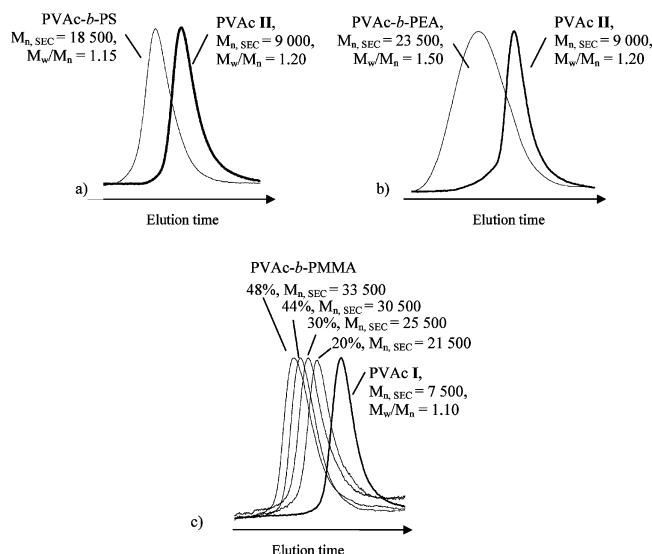 PVAc-b-PS
Mn, SEC = 18 500,
Mw/Mn = 1.15
PVAc II,
Mn, SEC = 9 000,
Mw/Mn = 1.20
a)
Elution time
PVAc-b-PEA,
Mn, SEC = 23 500,
Mw/Mn = 1.50
PVAc II,
Mn, SEC = 9 000,
Mw/Mn = 1.20
b)
Elution time
PVAc-b-PMMA
48%, Mn, SEC = 33 500
44%, Mn, SEC = 30 500
30%, Mn, SEC = 25 500
20%, Mn, SEC = 21 500
PVAc I,
Mn, SEC = 7 500,
Mw/Mn = 1.10
c)
Elution time